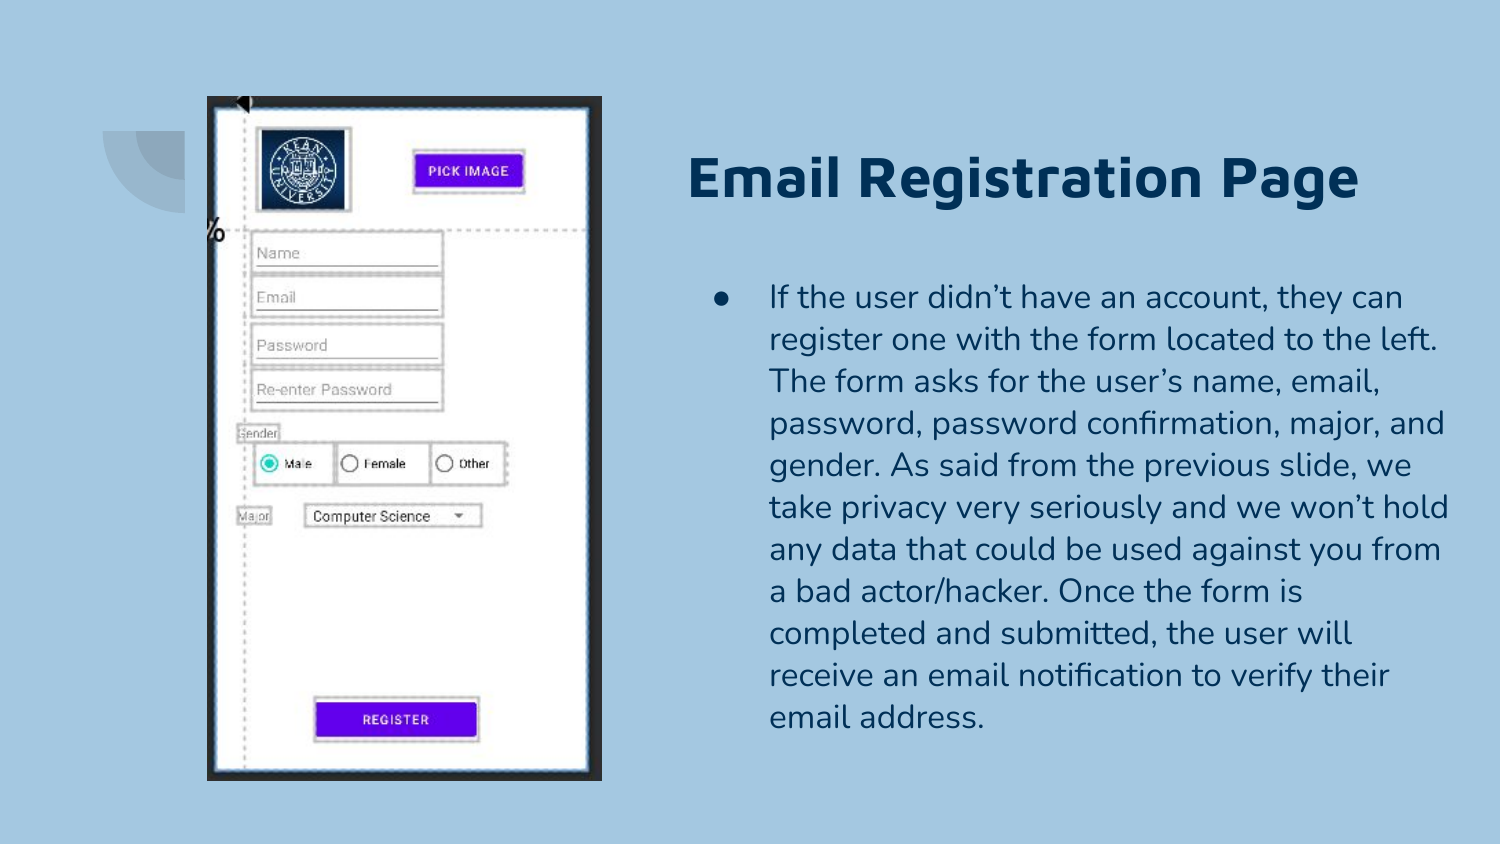 KEAN
UNIVERSITY
PICK IMAGE
%
Name
Email
Password
Re-enter Password
Gender
Male
Female
Other
Major
Computer Science
REGISTER
Email Registration Page
● If the user didn’t have an account, they can
register one with the form located to the left.
The form asks for the user’s name, email,
password, password confirmation, major, and
gender. As said from the previous slide, we
take privacy very seriously and we won’t hold
any data that could be used against you from
a bad actor/hacker. Once the form is
completed and submitted, the user will
receive an email notification to verify their
email address.